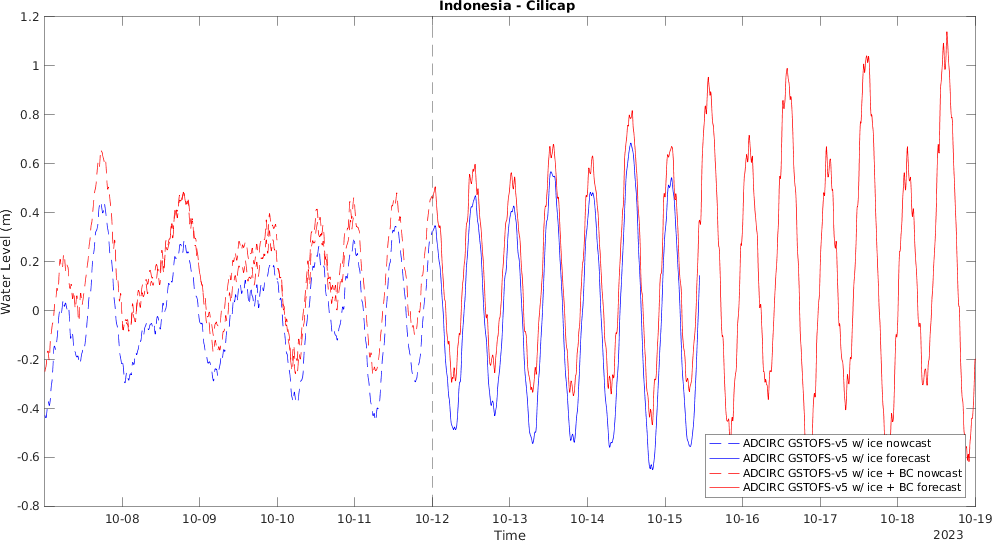 Indonesia - Cilicap
1.2
1
0.8
0.6
0.4
0.2
0
-0.2
-0.4
-0.6
-0.8
Water Level (m)
ADCIRC GSTOFS-v5 w/ ice nowcast
ADCIRC GSTOFS-v5 w/ ice forecast
ADCIRC GSTOFS-v5 w/ ice + BC nowcast
ADCIRC GSTOFS-v5 w/ ice + BC forecast
10-08 10-09 10-10 10-11 10-12 10-13 10-14 10-15 10-16 10-17 10-18 10-19
Time
2023